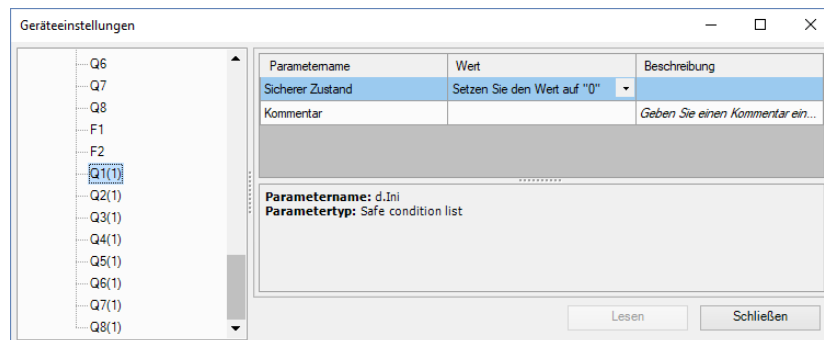 Geräteeinstellungen
Q6
Q7
Q8
F1
F2
Q1(1)
Q2(1)
Q3(1)
Q4(1)
Q5(1)
Q6(1)
Q7(1)
Q8(1)
Parametername Wert Beschreibung
Sicherer Zustand Setzen Sie den Wert auf "0"
Kommentar Geben Sie einen Kommentar ein...
Parametername: d.Ini
Parametertyp: Safe condition list
Lesen Schließen